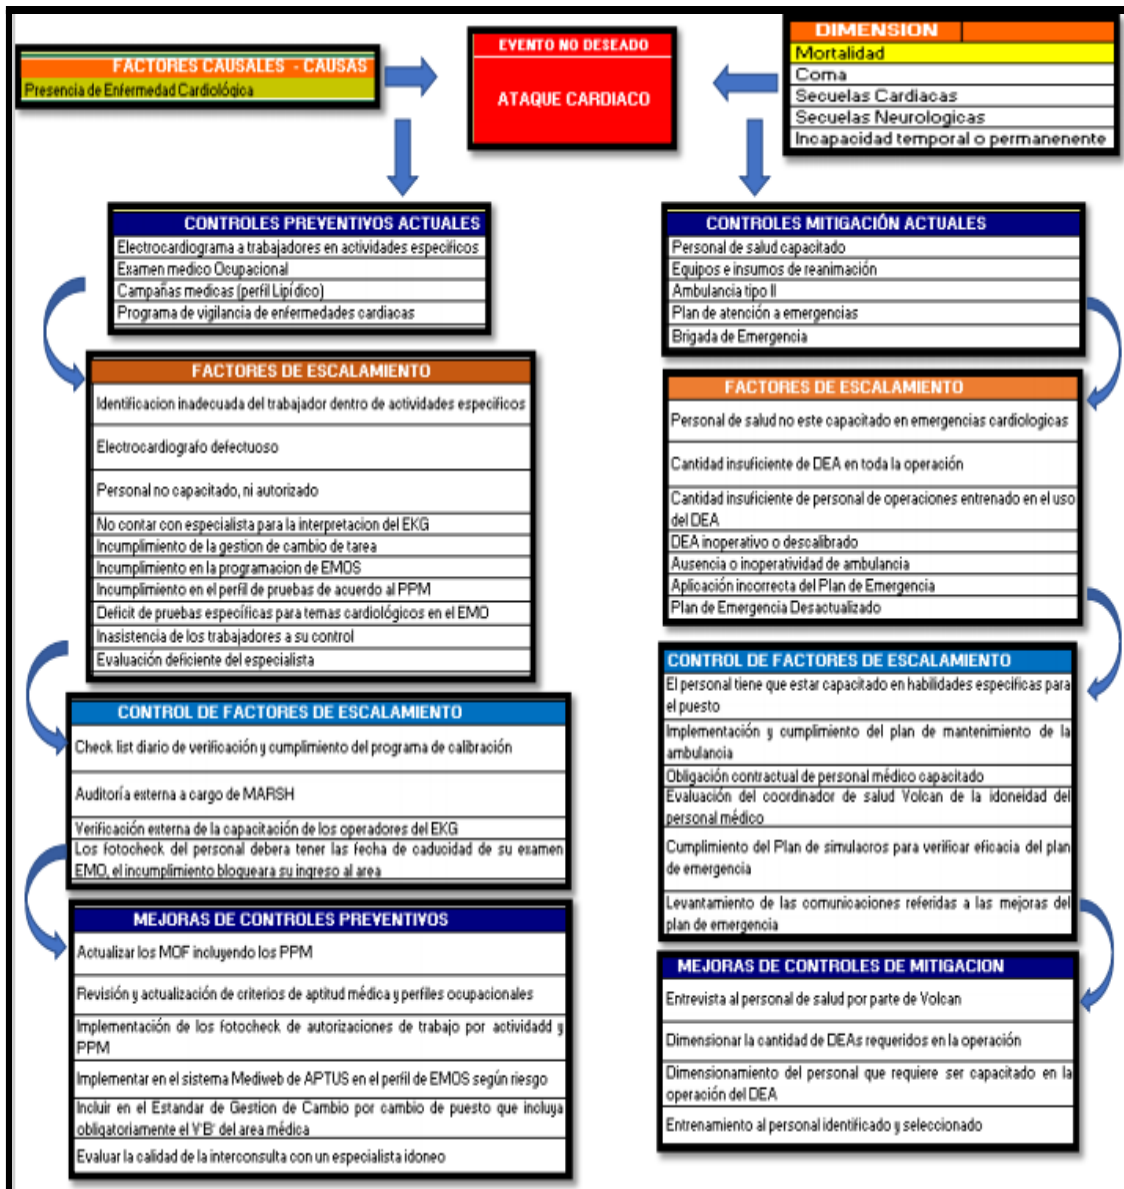 FACTORES CAUSALES - CAUSAS
Presencia de Enfermedad Cardiológica
EVENTO NO DESEADO
ATAQUE CARDIACO
DIMENSION
Mortalidad
Coma
Secuelas Cardiacas
Secuelas Neurologicas
Incapacidad temporal o permanenente
CONTROLES PREVENTIVOS ACTUALES
Electrocardiograma a trabajadores en actividades específicos
Examen medico Ocupacional
Campañas medicas (perfil Lipídico)
Programa de vigilancia de enfermedades cardiacas
FACTORES DE ESCALAMIENTO
Identificacion inadecuada del trabajador dentro de actividades especificos
Electrocardiografo defectuoso
Personal no capacitado, ni autorizado
No contar con especialista para la interpretacion del EKG
Incumplimiento de la gestion de cambio de tarea
Incumplimiento en la programacion de EMOS
Incumplimiento en el perfil de pruebas de acuerdo al PPM
Deficit de pruebas específicas para temas cardiológicos en el EMO
Inasistencia de los trabajadores a su control
Evaluación deficiente del especialista
CONTROL DE FACTORES DE ESCALAMIENTO
Check list diario de verificación y cumplimiento del programa de calibración
Auditoría externa a cargo de MARSH
Verificación externa de la capacitación de los operadores del EKG
Los fotocheck del personal debera tener las fecha de caducidad de su examen
EMO, el incumplimiento bloqueara su ingreso al area
MEJORAS DE CONTROLES PREVENTIVOS
Actualizar los MOF incluyendo los PPM
Revisión y actualización de criterios de aptitud médica y perfiles ocupacionales
Implementación de los fotocheck de autorizaciones de trabajo por actividadd y
PPM
Implementar en el sistema Mediweb de APTUS en el perfil de EMOS según riesgo
Incluir en el Estandar de Gestion de Cambio por cambio de puesto que incluya
obligatoriamente el V'B' del area médica
Evaluar la calidad de la interconsulta con un especialista idoneo
CONTROLES MITIGACIÓN ACTUALES
Personal de salud capacitado
Equipos e insumos de reanimación
Ambulancia tipo II
Plan de atención a emergencias
Brigada de Emergencia
FACTORES DE ESCALAMIENTO
Personal de salud no este capacitado en emergencias cardiologicas
Cantidad insuficiente de DEA en toda la operación
Cantidad insuficiente de personal de operaciones entrenado en el uso
del DEA
DEA inoperativo o descalibrado
Ausencia o inoperatividad de ambulancia
Aplicación incorrecta del Plan de Emergencia
Plan de Emergencia Desactualizado
CONTROL DE FACTORES DE ESCALAMIENTO
El personal tiene que estar capacitado en habilidades especificas para
el puesto
Implementación y cumplimiento del plan de mantenimiento de la
ambulancia
Obligación contractual de personal médico capacitado
Evaluación del coordinador de salud Volcan de la idoneidad del
personal médico
Cumplimiento del Plan de simulacros para verificar eficacia del plan
de emergencia
Levantamiento de las comunicaciones referidas a las mejoras del
plan de emergencia
MEJORAS DE CONTROLES DE MITIGACION
Entrevista al personal de salud por parte de Volcan
Dimensionar la cantidad de DEAs requeridos en la operación
Dimensionamiento del personal que requiere ser capacitado en la
operación del DEA
Entrenamiento al personal identificado y seleccionado